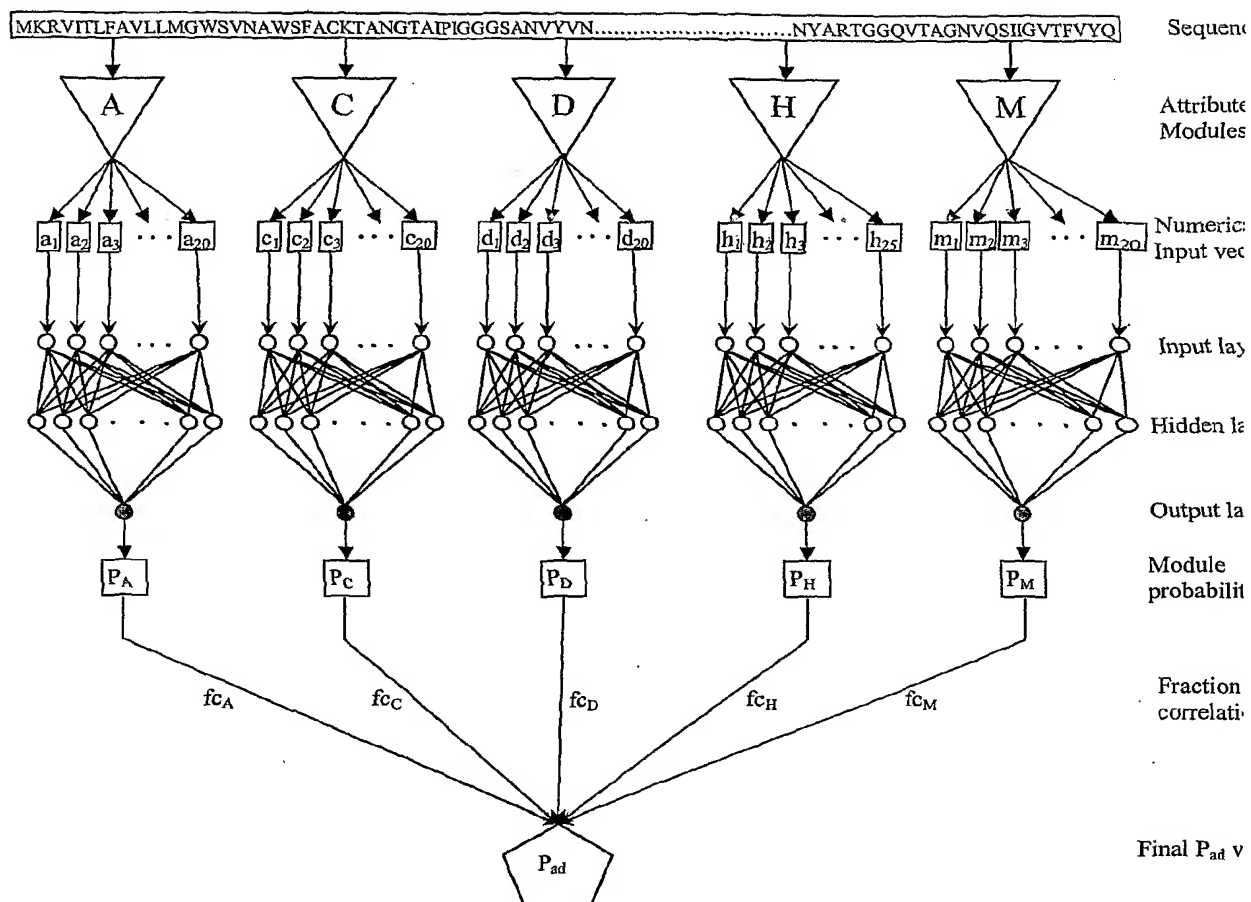 MKRVITLFAVLLMGWSVNAWSFACKTANGTAIPIGGGSANVYVN..............................NYARTGGQVTAGNVQSIIGVTFVYQ
Sequenc
A C D H M
Attribute
Modules
a1 a2 a3 ... a20 c1 c2 c3 ... c20 d1 d2 d3 ... d20 h1 h2 h3 ... h25 m1 m2 m3 ... m20
Numerica
Input vec
Input lay
Hidden la
Output la
PA PC PD PH PM
Module
probabilit
fcA fcC fcD fcH fcM
Fraction
correlati
Pad
Final Pad v